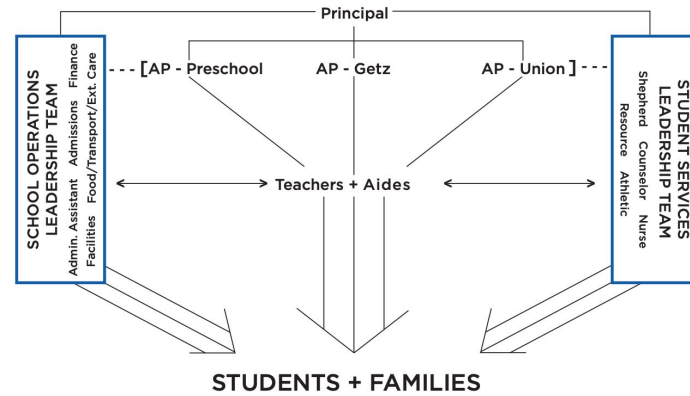 Principal
[AP - Preschool
AP - Getz
AP - Union]
SCHOOL OPERATIONS
LEADERSHIP TEAM
Admin. Assistant Admissions Finance
Facilities Food/Transport/Ext. Care
STUDENT SERVICES
LEADERSHIP TEAM
Shepherd Counselor Nurse
Resource Athletic
Teachers + Aides
STUDENTS + FAMILIES